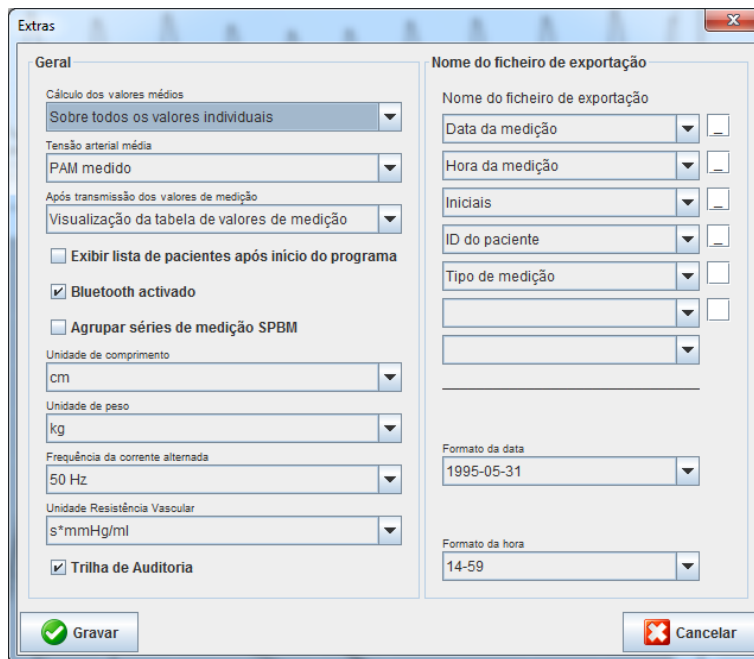 Extras
Geral
Cálculo dos valores médios
Sobre todos os valores individuais
Tensão arterial média
PAM medido
Após transmissão dos valores de medição
Visualização da tabela de valores de medição
Exibir lista de pacientes após início do programa
Bluetooth activado
Agrupar séries de medição SPBM
Unidade de comprimento
cm
Unidade de peso
kg
Frequência da corrente alternada
50 Hz
Unidade Resistência Vascular
s*mmHg/ml
Trilha de Auditoria
Nome do ficheiro de exportação
Nome do ficheiro de exportação
Data da medição _
Hora da medição _
Iniciais _
ID do paciente _
Tipo de medição
Formato da data
1995-05-31
Formato da hora
14-59
Gravar
Cancelar